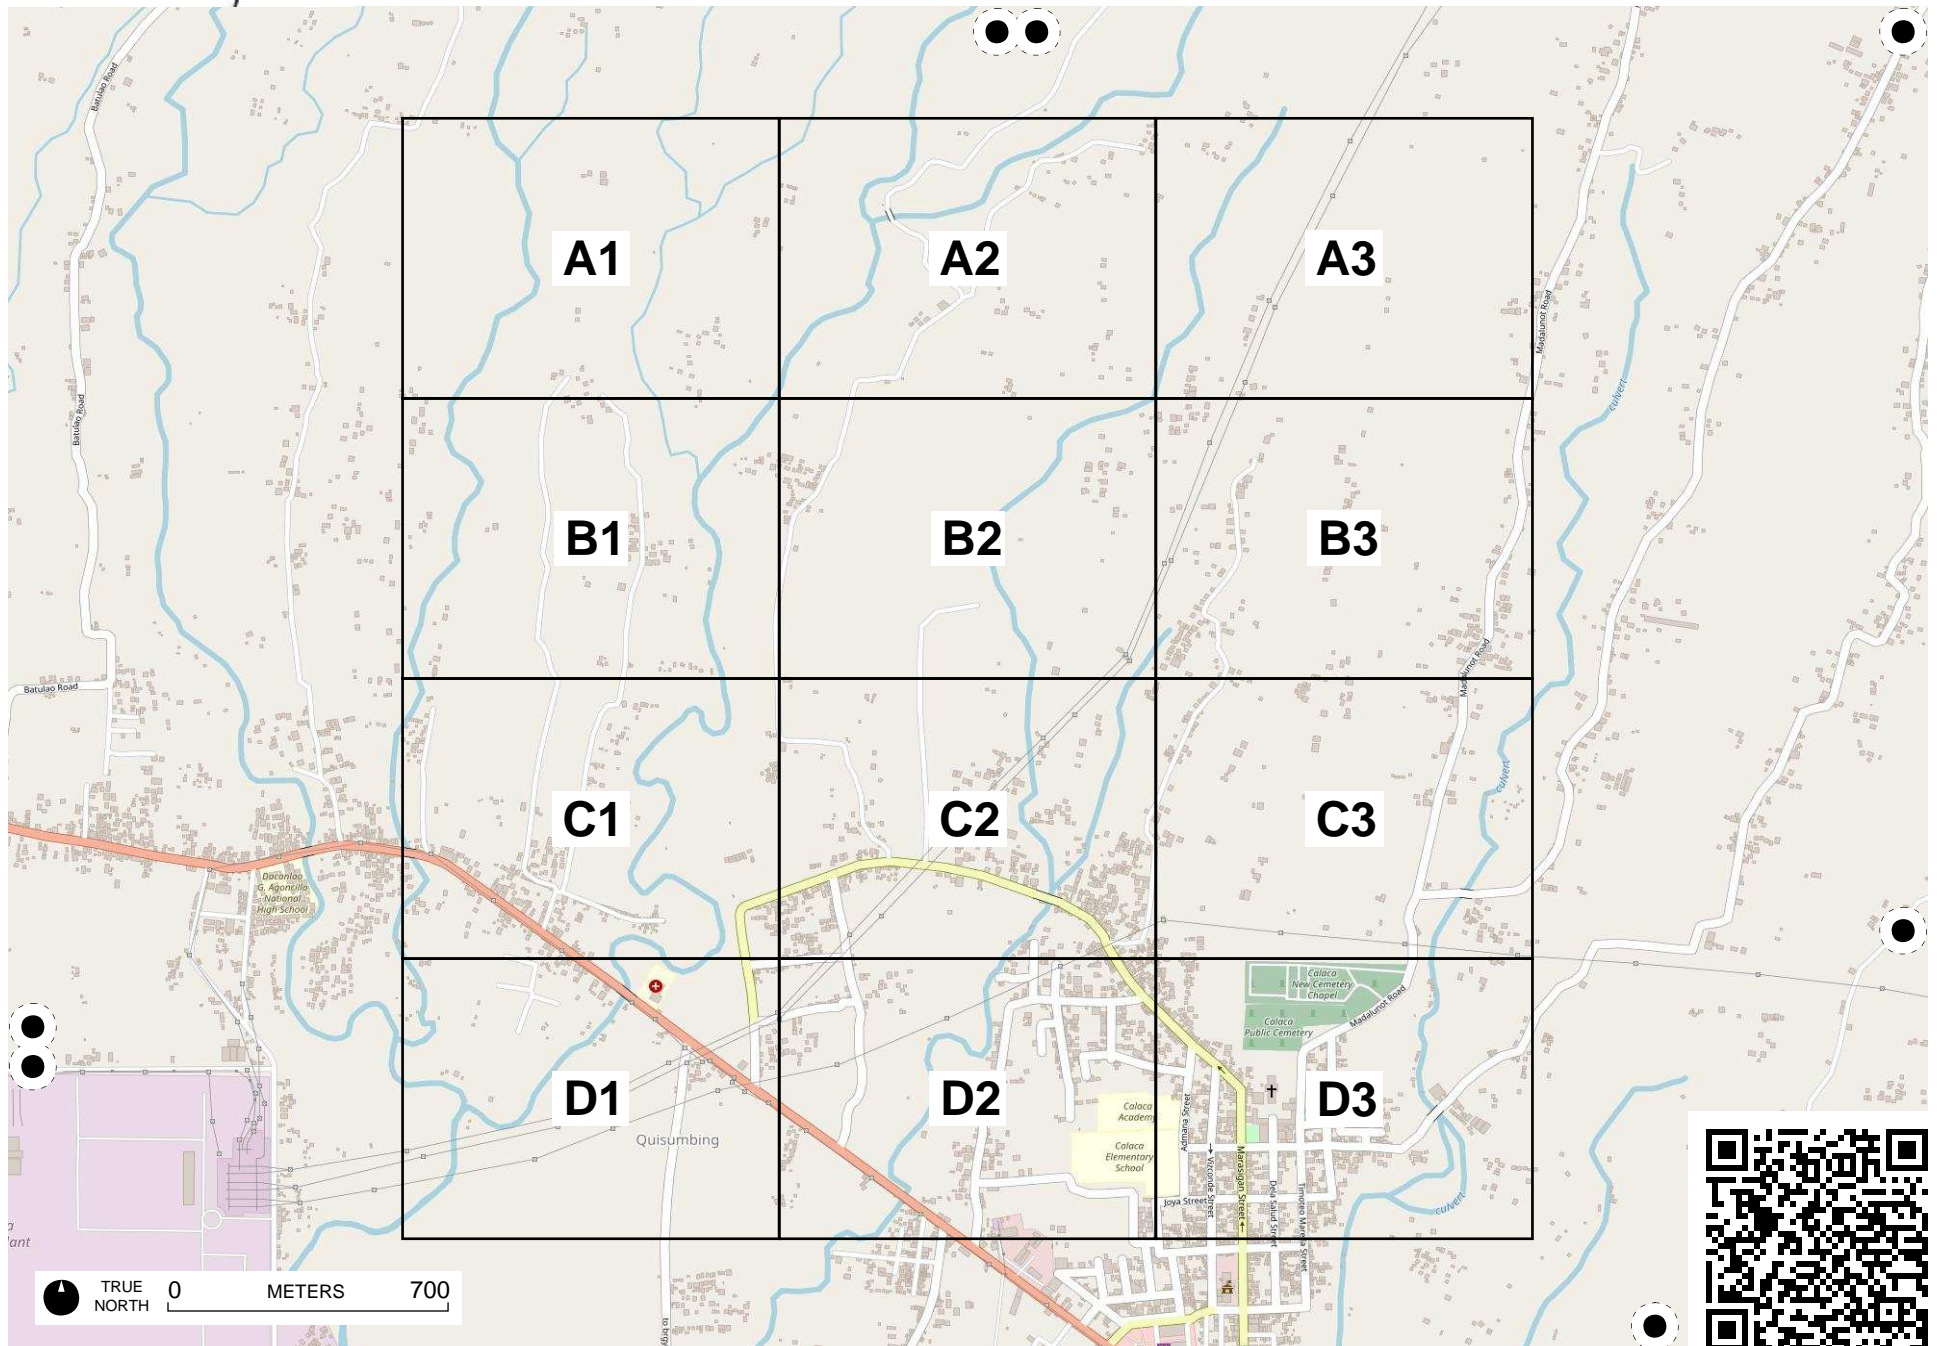 Batulao Road
A1
A2
A3
Madalunot Road
culvert
Batulao Road
B1
B2
B3
Madalunot Road
Batulao Road
culvert
C1
C2
C3
Dacanlao
G. Agoncillo
National
High School
Calaca
New Cemetery
Chapel
Madalunot Road
Calaca
Public Cemetery
D1
D2
D3
Calaca
Academy
Admana Street
Quisumbing
Calaca
Elementary
School
Vizconde Street
Marasigan Street
Joya Street
Dela Salud Street
Timoteo Marella Street
culvert
lant
TRUE
NORTH
0 METERS 700
to brgy